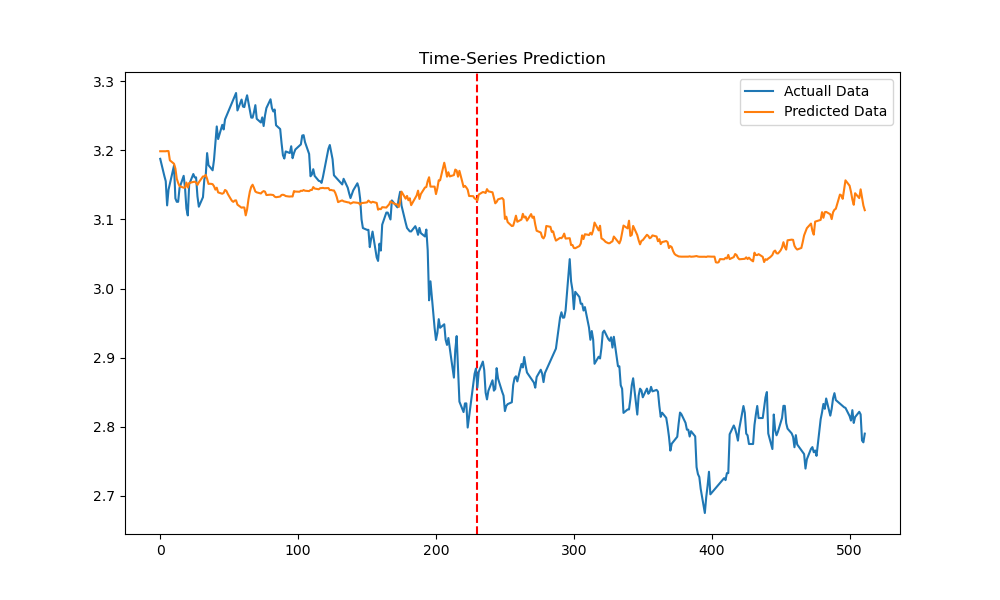 Time-Series Prediction
Actuall Data
Predicted Data
3.3
3.2
3.1
3.0
2.9
2.8
2.7
0 100 200 300 400 500